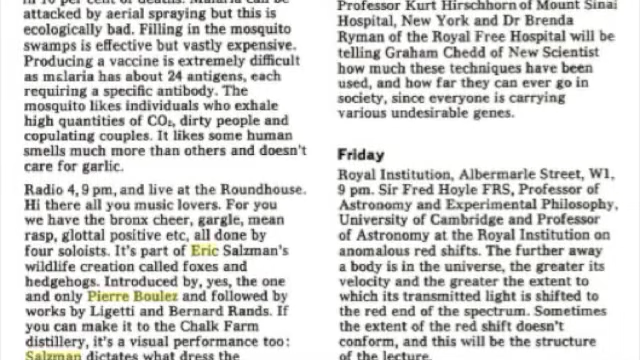 in 10 per cent of deaths. Malaria can be
attacked by aerial spraying but this is
ecologically bad. Filling in the mosquito
swamps is effective but vastly expensive.
Producing a vaccine is extremely difficult
as malaria has about 24 antigens, each
requiring a specific antibody. The
mosquito likes individuals who exhale
high quantities of CO₂, dirty people and
copulating couples. It likes some human
smells much more than others and doesn't
care for garlic.
Radio 4, 9 pm, and live at the Roundhouse.
Hi there all you music lovers. For you
we have the bronx cheer, gargle, mean
rasp, glottal positive etc, all done by
four soloists. It's part of Eric Salzman's
wildlife creation called foxes and
hedgehogs. Introduced by, yes, the one
and only Pierre Boulez and followed by
works by Ligetti and Bernard Rands. If
you can make it to the Chalk Farm
distillery, it's a visual performance too:
Salzman dictates what dress the
Professor Kurt Hirschhorn of Mount Sinai
Hospital, New York and Dr Brenda
Ryman of the Royal Free Hospital will be
telling Graham Chedd of New Scientist
how much these techniques have been
used, and how far they can ever go in
society, since everyone is carrying
various undesirable genes.
Friday
Royal Institution, Albermarle Street, W1,
9 pm. Sir Fred Hoyle FRS, Professor of
Astronomy and Experimental Philosophy,
University of Cambridge and Professor
of Astronomy at the Royal Institution on
anomalous red shifts. The further away
a body is in the universe, the greater its
velocity and the greater the extent to
which its transmitted light is shifted to
the red end of the spectrum. Sometimes
the extent of the red shift doesn't
conform, and this will be the structure
of the lecture.